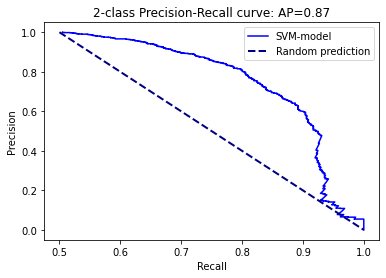 2-class Precision-Recall curve: AP=0.87
SVM-model
Random prediction
Precision
1.0
0.8
0.6
0.4
0.2
0.0
0.5 0.6 0.7 0.8 0.9 1.0
Recall